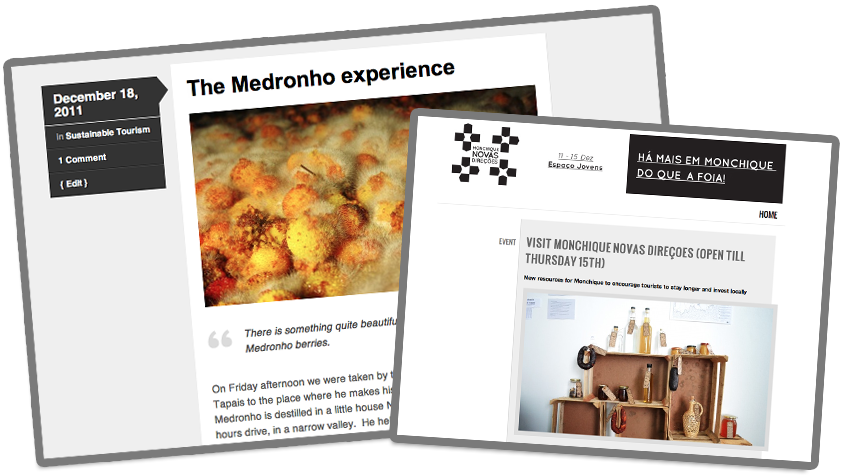 December 18,
2011
in Sustainable Tourism
1 Comment
{ Edit }
The Medronho experience
There is something quite beautiful
Medronho berries.
On Friday afternoon we were taken by
Tapais to the place where he makes his
Medronho is destilled in a little house
hours drive, in a narrow valley. He
MONCHIQUE
NOVAS
DIREÇÕES
11 - 15 Dez
Espaço Jovens
HÁ MAIS EM MONCHIQUE
DO QUE A FOIA!
HOME
EVENT
VISIT MONCHIQUE NOVAS DIREÇOES (OPEN TILL
THURSDAY 15TH)
New resources for Monchique to encourage tourists to stay longer and invest locally